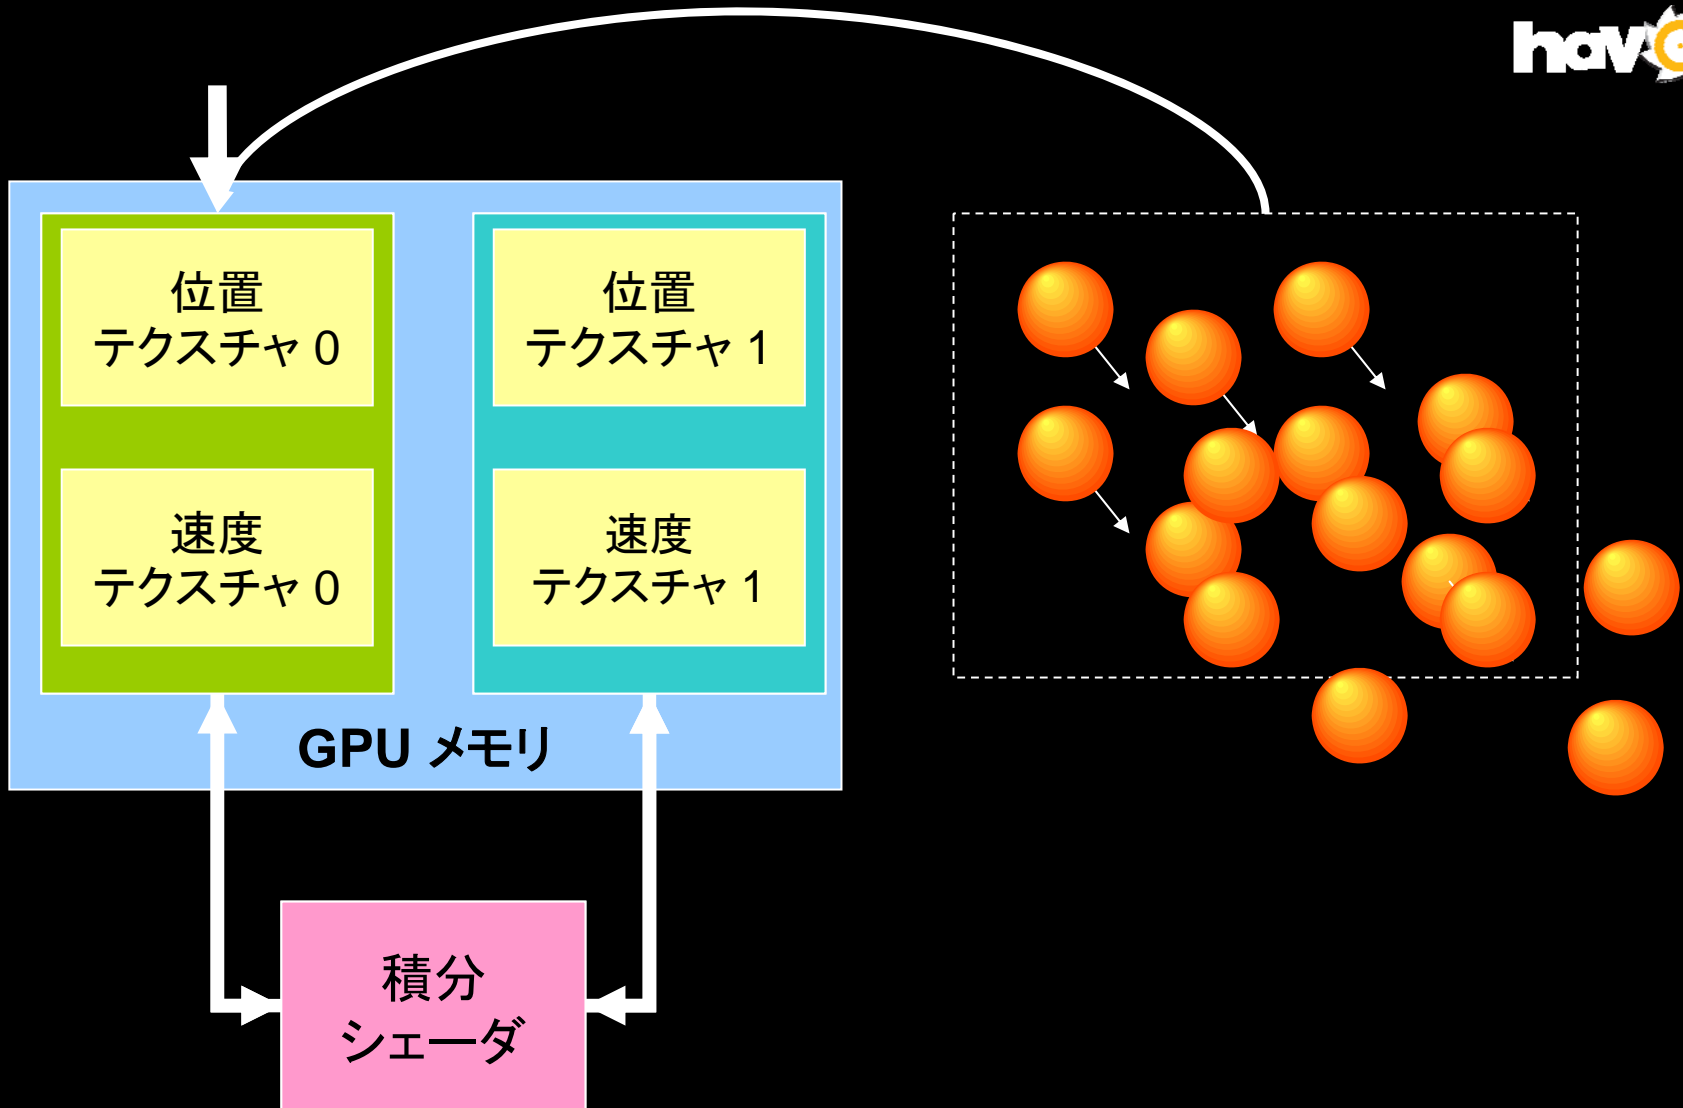 havo
位置
テクスチャ 0
位置
テクスチャ 1
速度
テクスチャ 0
速度
テクスチャ 1
GPU メモリ
積分
シェーダ